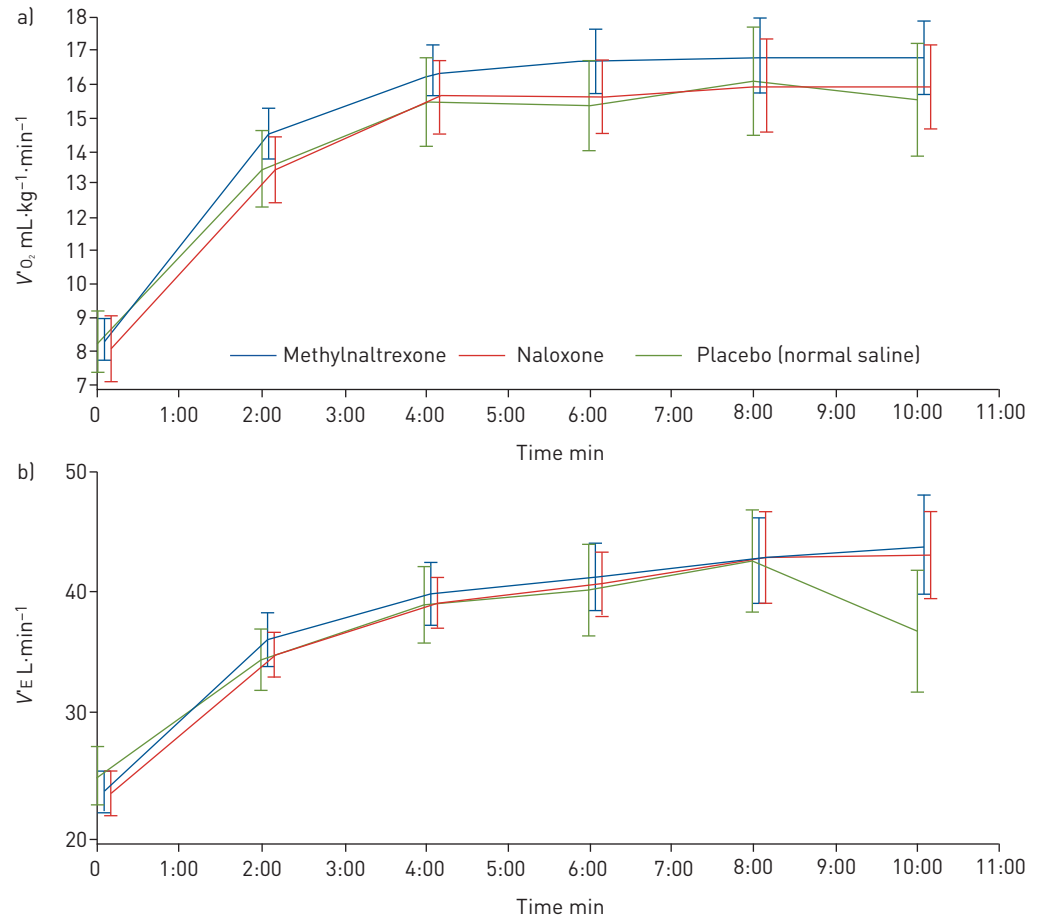 a)
18
17
16
15
14
13
12
11
10
9
8
7
V'O₂ mL·kg⁻¹·min⁻¹
Methylnaltrexone Naloxone Placebo (normal saline)
0 1:00 2:00 3:00 4:00 5:00 6:00 7:00 8:00 9:00 10:00 11:00
Time min
b)
50
40
30
20
V'E L·min⁻¹
0 1:00 2:00 3:00 4:00 5:00 6:00 7:00 8:00 9:00 10:00 11:00
Time min